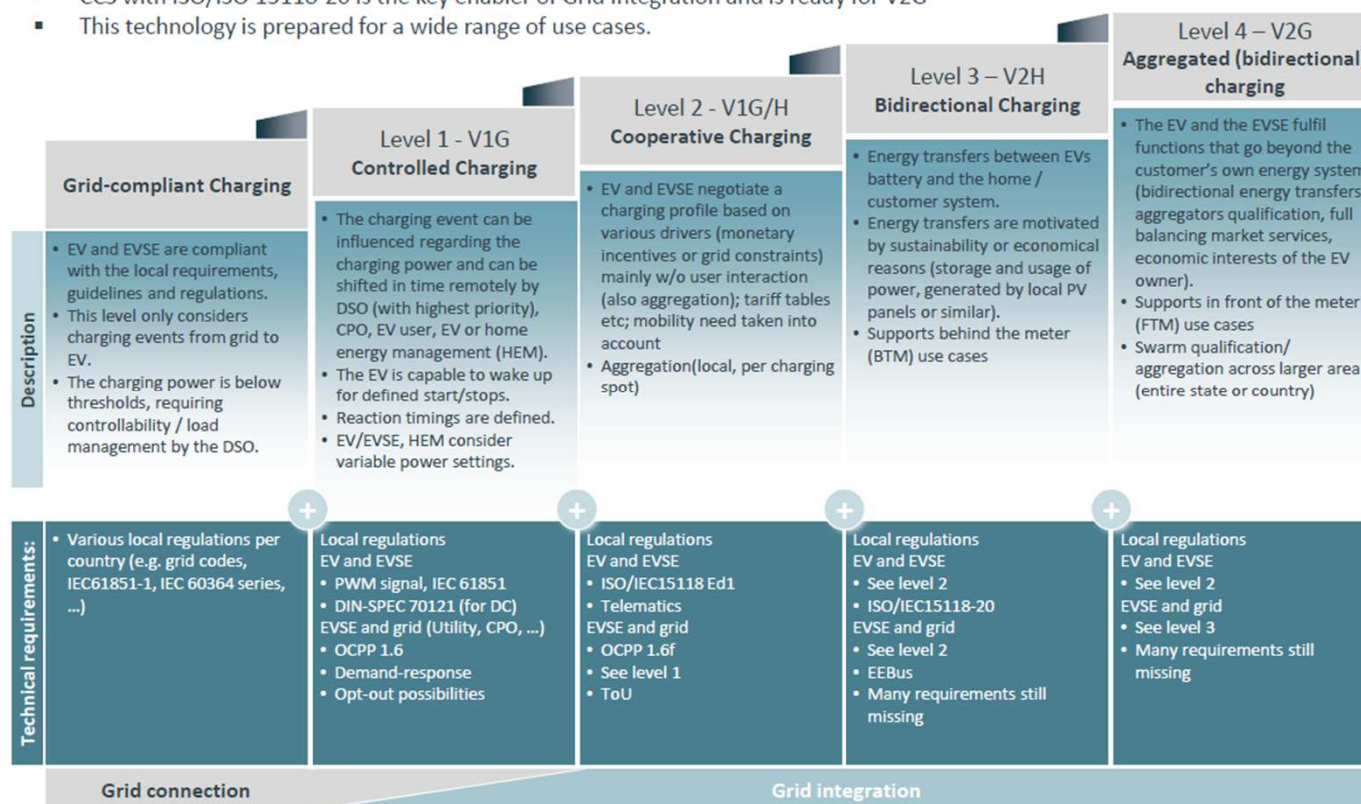 CCS with ISO/ISO 15118-20 is the key enabler of Grid integration and is ready for V2G
▪ This technology is prepared for a wide range of use cases.
Grid-compliant Charging
Level 1 - V1G
Controlled Charging
Level 2 - V1G/H
Cooperative Charging
Level 3 – V2H
Bidirectional Charging
Level 4 – V2G
Aggregated (bidirectional)
charging
Description
• EV and EVSE are compliant
with the local requirements,
guidelines and regulations.
• This level only considers
charging events from grid to
EV.
• The charging power is below
thresholds, requiring
controllability / load
management by the DSO.
• The charging event can be
influenced regarding the
charging power and can be
shifted in time remotely by
DSO (with highest priority),
CPO, EV user, EV or home
energy management (HEM).
• The EV is capable to wake up
for defined start/stops.
• Reaction timings are defined.
• EV/EVSE, HEM consider
variable power settings.
• EV and EVSE negotiate a
charging profile based on
various drivers (monetary
incentives or grid constraints)
mainly w/o user interaction
(also aggregation); tariff tables
etc; mobility need taken into
account
• Aggregation(local, per charging
spot)
• Energy transfers between EVs
battery and the home /
customer system.
• Energy transfers are motivated
by sustainability or economical
reasons (storage and usage of
power, generated by local PV
panels or similar).
• Supports behind the meter
(BTM) use cases
• The EV and the EVSE fulfil
functions that go beyond the
customer's own energy system
(bidirectional energy transfers
aggregators qualification, full
balancing market services,
economic interests of the EV
owner).
• Supports in front of the meter
(FTM) use cases
• Swarm qualification/
aggregation across larger area
(entire state or country)
+
+
+
+
Technical requirements:
• Various local regulations per
country (e.g. grid codes,
IEC61851-1, IEC 60364 series,
...)
Local regulations
EV and EVSE
• PWM signal, IEC 61851
• DIN-SPEC 70121 (for DC)
EVSE and grid (Utility, CPO, ...)
• OCPP 1.6
• Demand-response
• Opt-out possibilities
Local regulations
EV and EVSE
• ISO/IEC15118 Ed1
• Telematics
EVSE and grid
• OCPP 1.6f
• See level 1
• ToU
Local regulations
EV and EVSE
• See level 2
• ISO/IEC15118-20
EVSE and grid
• See level 2
• EEBus
• Many requirements still
missing
Local regulations
EV and EVSE
• See level 2
EVSE and grid
• See level 3
• Many requirements still
missing
Grid connection
Grid integration